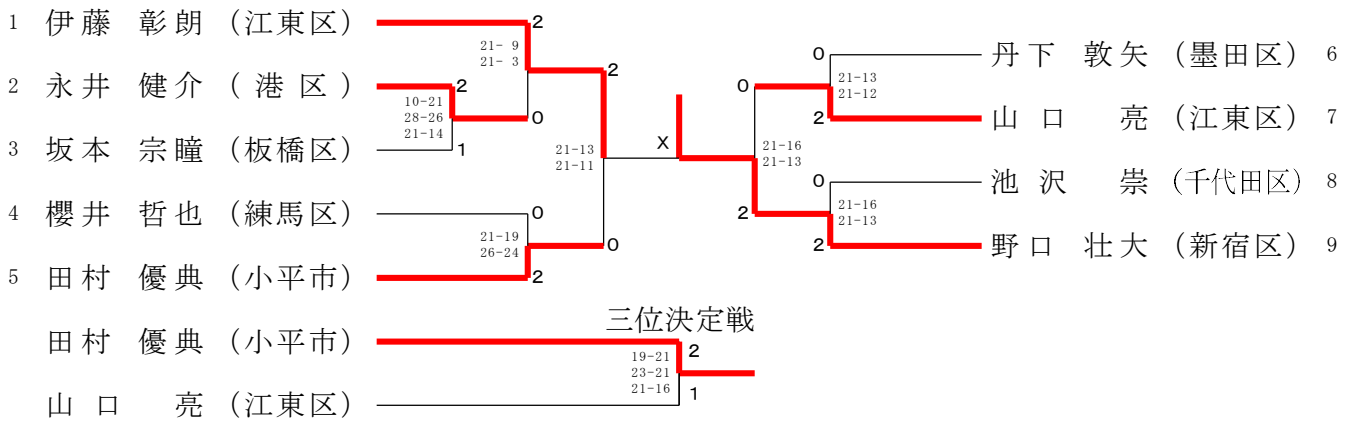 1 伊藤 彰朗 (江東区)
2 永井 健介 (港区)
3 坂本 宗瞳 (板橋区)
4 櫻井 哲也 (練馬区)
5 田村 優典 (小平市)
2
21- 9
21- 3
2
10-21
28-26
21-14
0
1
2
21-13
21-11
0
21-19
26-24
0
2
X
0
21-16
21-13
2
0
21-13
21-12
2
0
21-16
21-13
2
丹下 敦矢 (墨田区) 6
山口 亮 (江東区) 7
池沢 崇 (千代田区) 8
野口 壮大 (新宿区) 9
三位決定戦
田村 優典 (小平市)
山口 亮 (江東区)
2
19-21
23-21
21-16
1